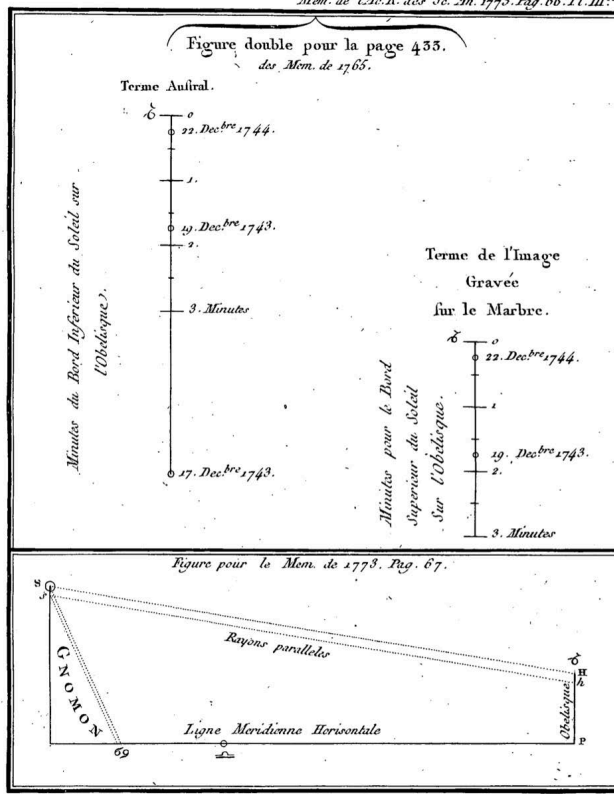 Mem. de l'Ac. R. des Sc. An. 1773. Pag. 66. Pl. III.
Figure double pour la page 433.
des Mem. de 1765.
Terme Auſtral.
♑ 0
22. Dec.bre 1744.
1.
19. Dec.bre 1743.
2.
3. Minutes
17. Dec.bre 1743.
Minutes du Bord Inférieur du Soleil sur
l'Obelisque.
Terme de l'Image
Gravée
ſur le Marbre.
♑ 0
22. Dec.bre 1744.
1
19. Dec.bre 1743.
2.
3. Minutes
Minutes pour le Bord
Superieur du Soleil
Sur l'Obelisque.
Figure pour le Mem. de 1773. Pag. 67.
S
s
GNOMON
69
Rayons paralleles
Ligne Meridienne Horisontale
♎
♑
H
h
Obelisque
P